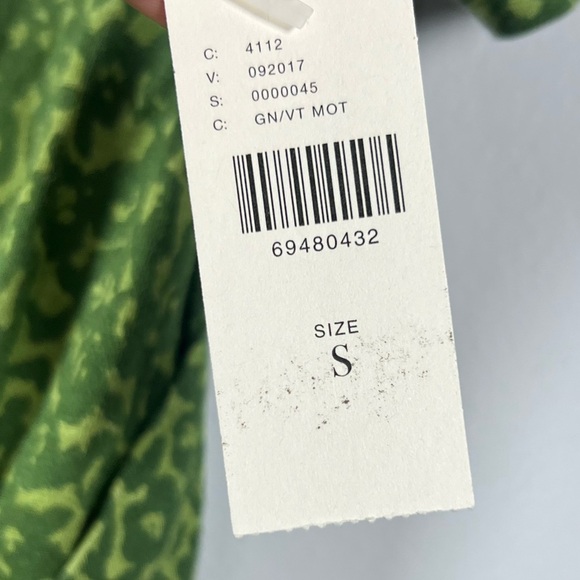 C: 4112
V: 092017
S: 0000045
C: GN/VT MOT
69480432
SIZE
S